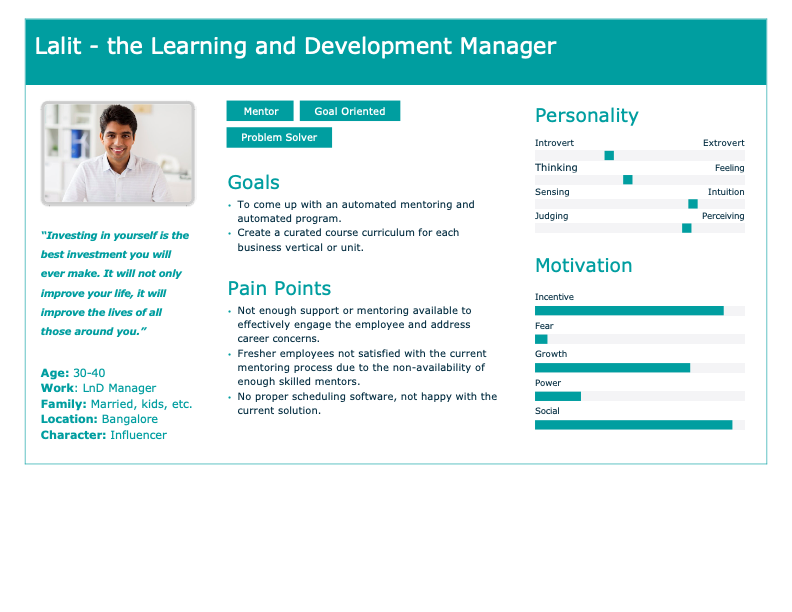 Lalit - the Learning and Development Manager
“Investing in yourself is the
best investment you will
ever make. It will not only
improve your life, it will
improve the lives of all
those around you.”
Age: 30-40
Work: LnD Manager
Family: Married, kids, etc.
Location: Bangalore
Character: Influencer
Mentor
Goal Oriented
Problem Solver
Goals
• To come up with an automated mentoring and
automated program.
• Create a curated course curriculum for each
business vertical or unit.
Pain Points
• Not enough support or mentoring available to
effectively engage the employee and address
career concerns.
• Fresher employees not satisfied with the current
mentoring process due to the non-availability of
enough skilled mentors.
• No proper scheduling software, not happy with the
current solution.
Personality
Introvert Extrovert
Thinking Feeling
Sensing Intuition
Judging Perceiving
Motivation
Incentive
Fear
Growth
Power
Social